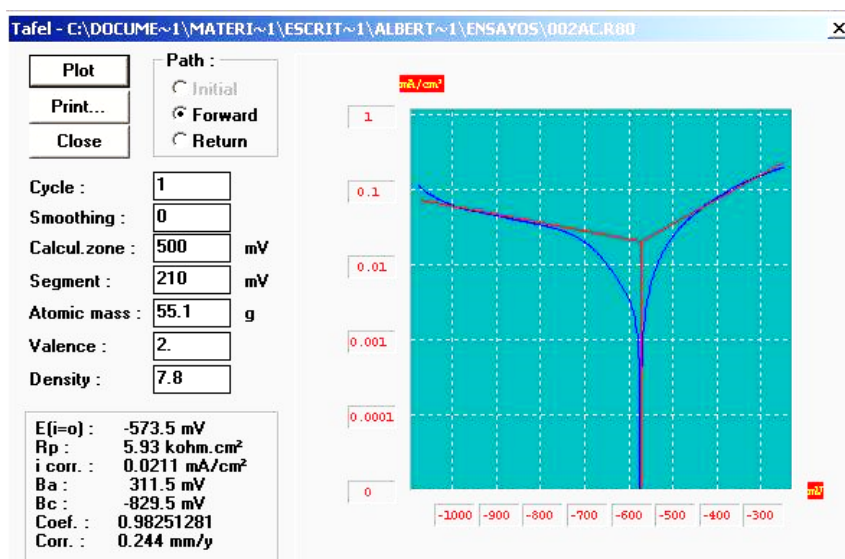 Tafel - C:\DOCUME~1\MATERI~1\ESCRIT~1\ALBERT~1\ENSAYOS\002AC.R80
Plot
Print...
Close
Path :
Initial
Forward
Return
Cycle : 1
Smoothing : 0
Calcul.zone : 500 mV
Segment : 210 mV
Atomic mass : 55.1 g
Valence : 2.
Density : 7.8
E(i=o) : -573.5 mV
Rp : 5.93 kohm.cm²
i corr. : 0.0211 mA/cm²
Ba : 311.5 mV
Bc : -829.5 mV
Coef. : 0.98251281
Corr. : 0.244 mm/y
mA/cm²
1
0.1
0.01
0.001
0.0001
0
-1000 -900 -800 -700 -600 -500 -400 -300
mV